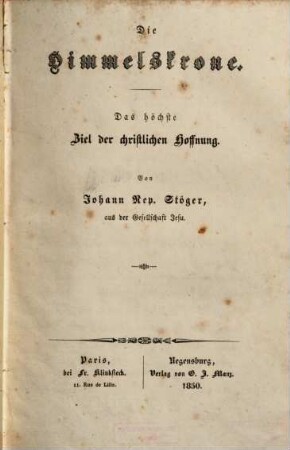 Die
Himmelskrone.
Das höchste
Ziel der christlichen Hoffnung.
Von
Johann Nep. Stöger,
aus der Gesellschaft Jesu.
Paris,
bei Fr. Klincksieck.
11. Rue de Lille.
Regensburg,
Verlag von G. J. Manz.
1850.